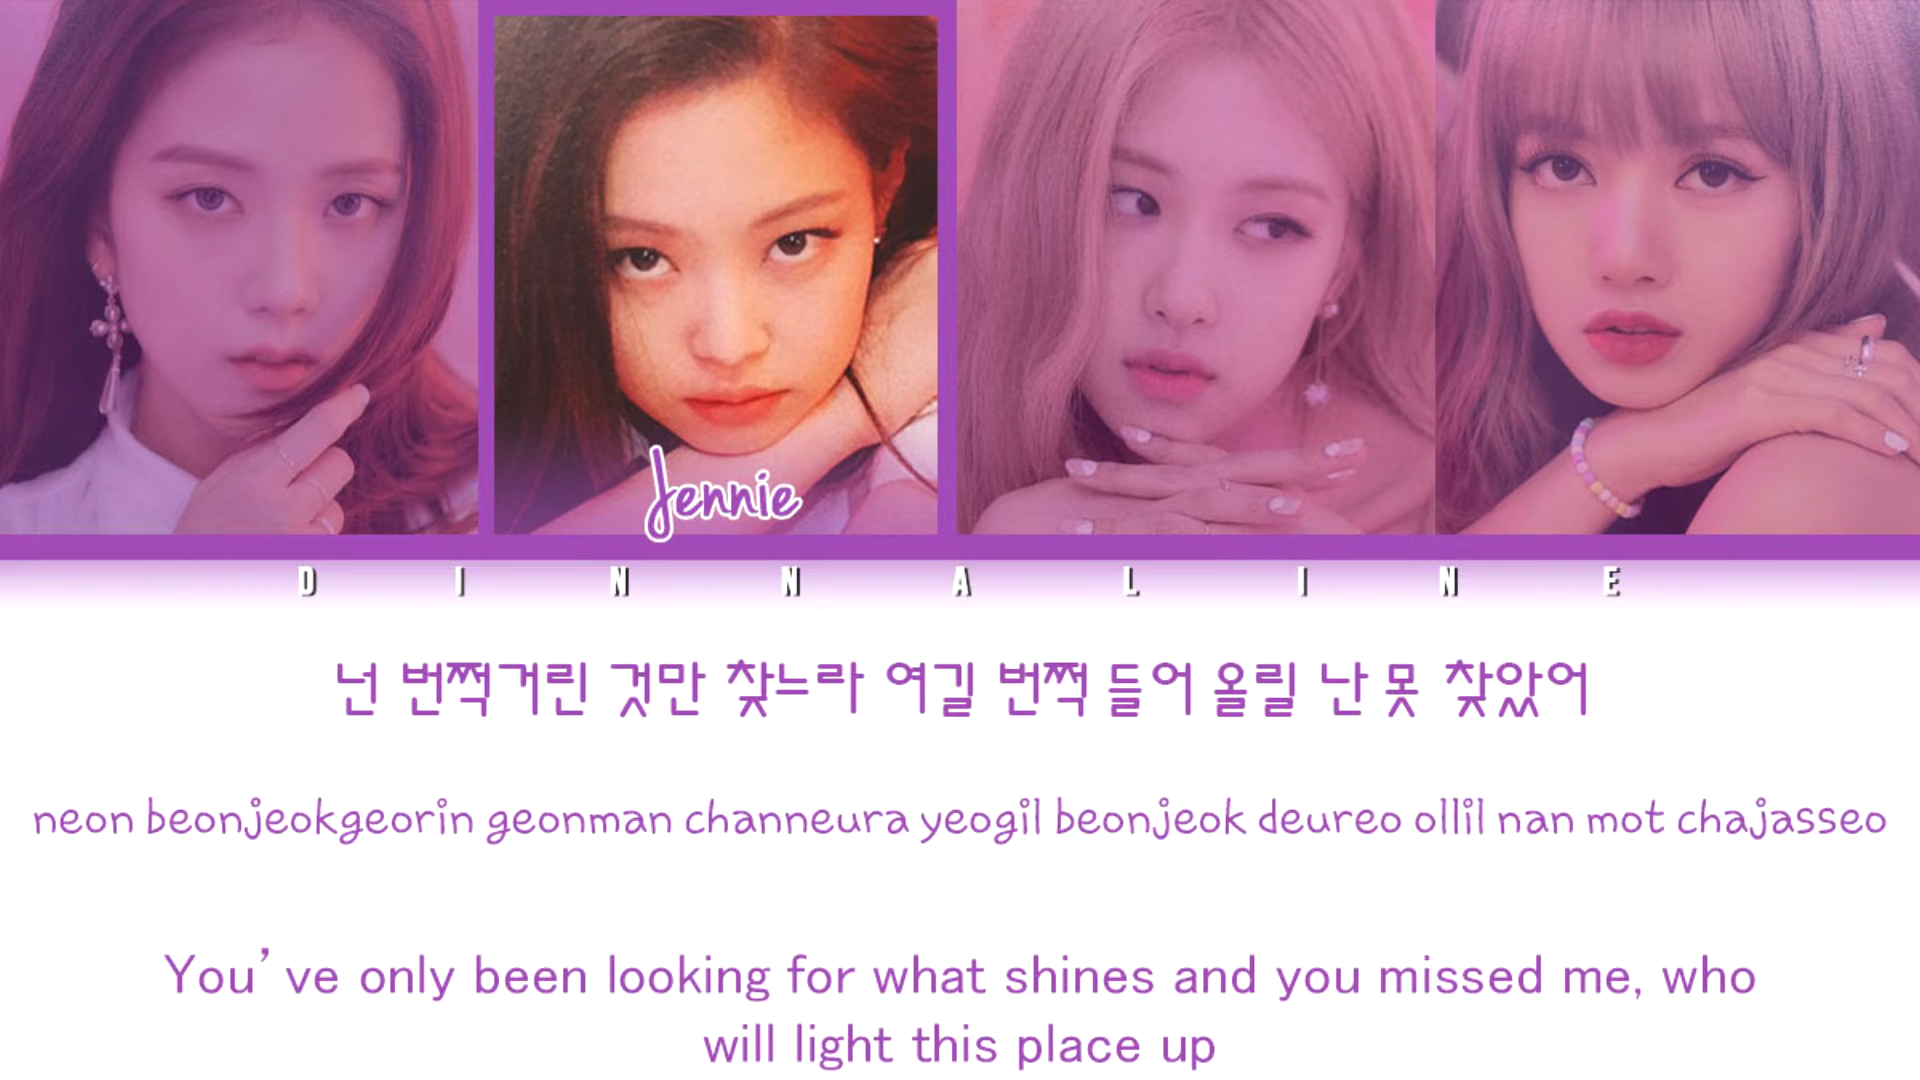 Jennie
DINNALINE
넌 번쩍거린 것만 찾느라 여길 번쩍 들어 올릴 난 못 찾았어
neon beonjeokgeorin geonman channeura yeogil beonjeok deureo ollil nan mot chajasseo
You’ve only been looking for what shines and you missed me, who
will light this place up